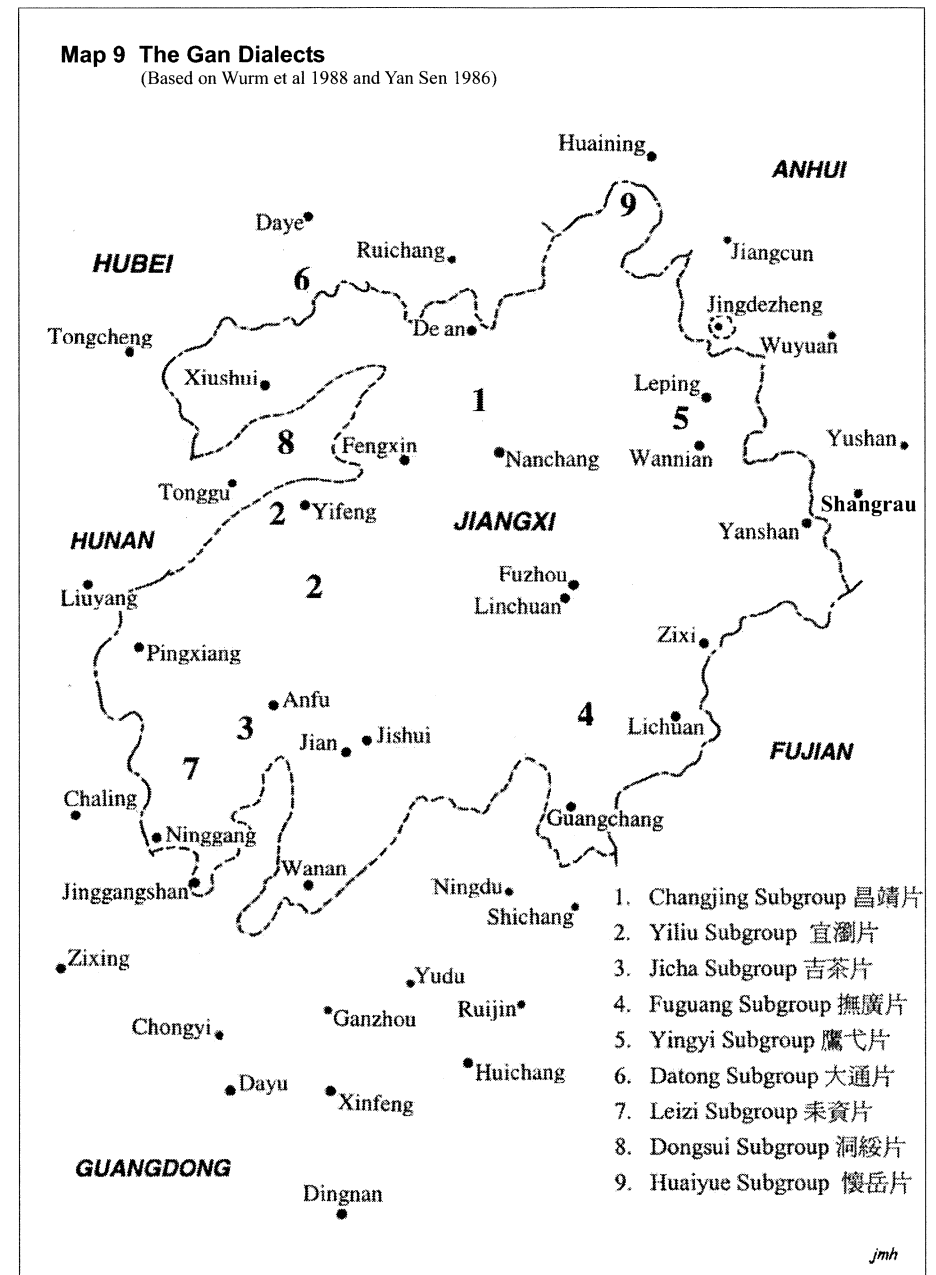 Map 9 The Gan Dialects
(Based on Wurm et al 1988 and Yan Sen 1986)
Huaining
ANHUI
9
Daye
Ruichang
Jiangcun
HUBEI
6
Jingdezheng
De an
Tongcheng
Wuyuan
Xiushui
Leping
1
5
8
Fengxin
Nanchang
Wannian
Yushan
Tonggu
2
Yifeng
JIANGXI
Shangrau
Yanshan
HUNAN
Fuzhou
Liuyang
2
Linchuan
Zixi
Pingxiang
Anfu
3
4
Lichuan
Jian
Jishui
FUJIAN
7
Chaling
Guangchang
Ninggang
Wanan
Jinggangshan
Ningdu
Shichang
1. Changjing Subgroup 昌靖片
2. Yiliu Subgroup 宜瀏片
3. Jicha Subgroup 吉茶片
4. Fuguang Subgroup 撫廣片
5. Yingyi Subgroup 鷹弋片
6. Datong Subgroup 大通片
7. Leizi Subgroup 耒資片
8. Dongsui Subgroup 洞綏片
9. Huaiyue Subgroup 懷岳片
Zixing
Yudu
Ganzhou
Ruijin
Chongyi
Huichang
Dayu
Xinfeng
GUANGDONG
Dingnan
jmh